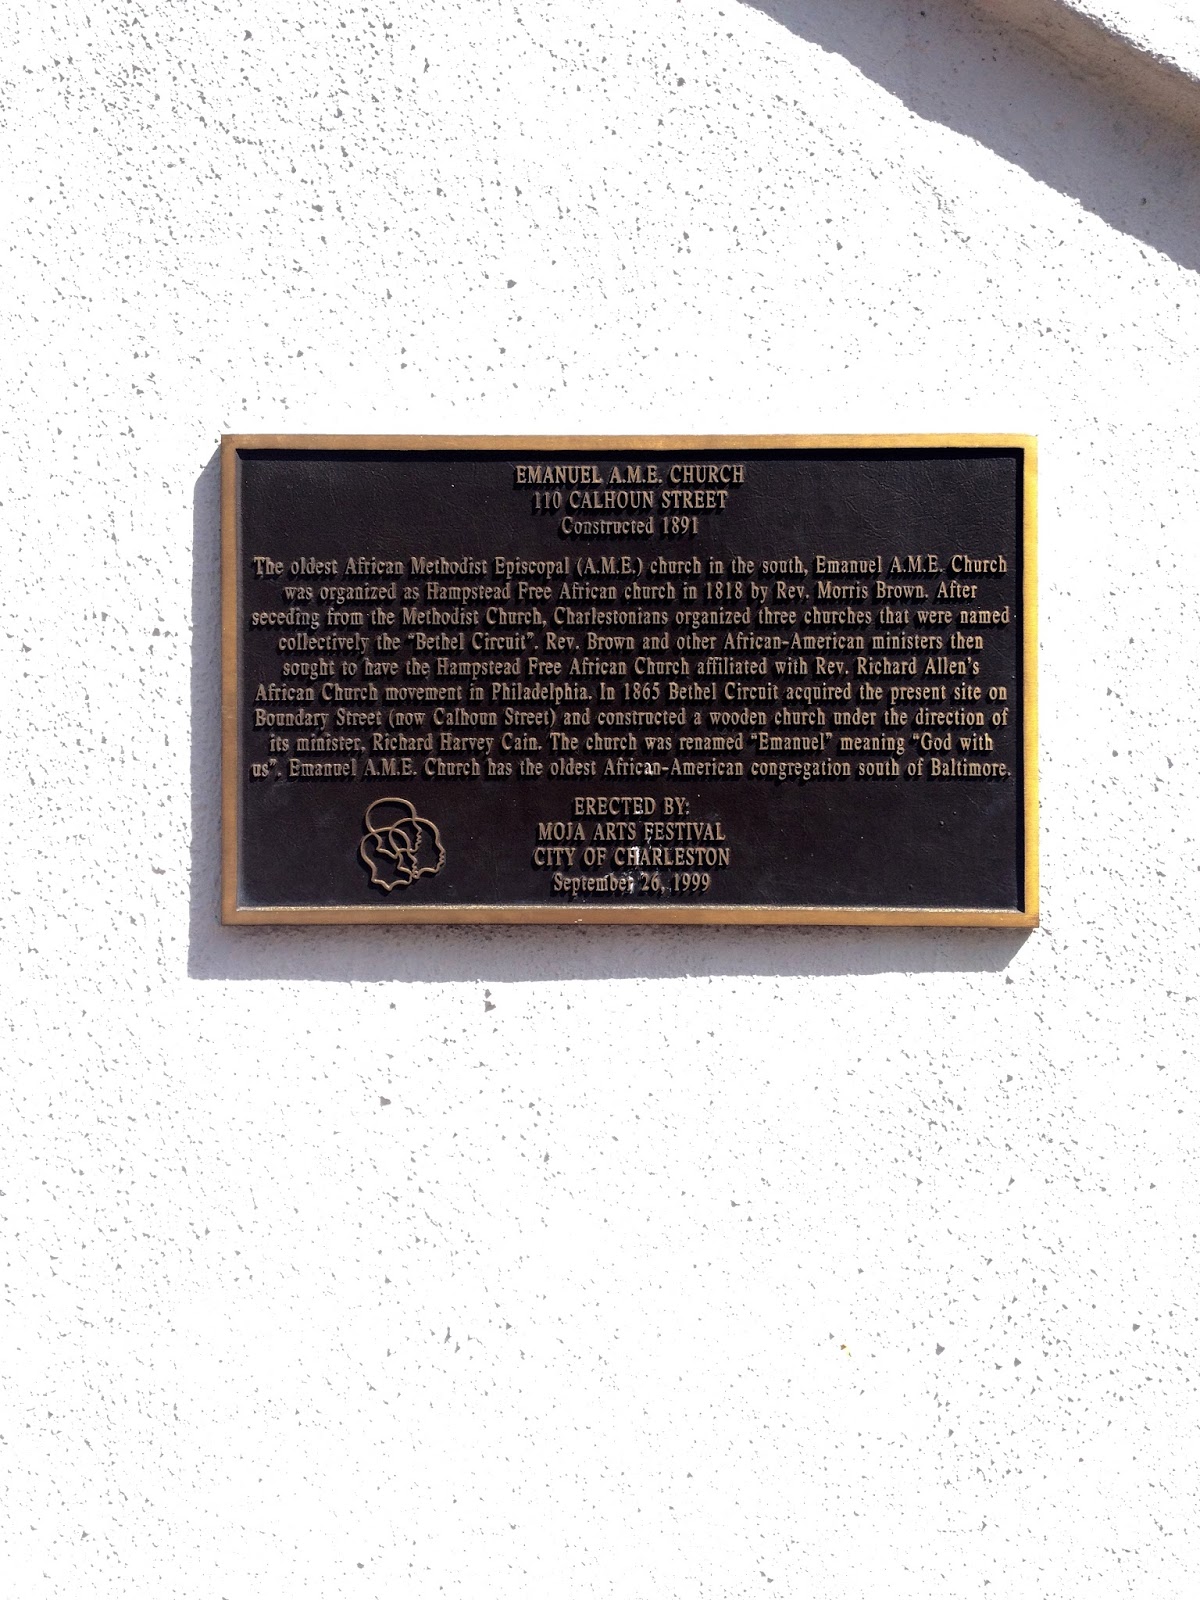 EMANUEL A.M.E. CHURCH
110 CALHOUN STREET
Constructed 1891
The oldest African Methodist Episcopal (A.M.E.) church in the south, Emanuel A.M.E. Church
was organized as Hampstead Free African church in 1818 by Rev. Morris Brown. After
seceding from the Methodist Church, Charlestonians organized three churches that were named
collectively the “Bethel Circuit”. Rev. Brown and other African-American ministers then
sought to have the Hampstead Free African Church affiliated with Rev. Richard Allen’s
African Church movement in Philadelphia. In 1865 Bethel Circuit acquired the present site on
Boundary Street (now Calhoun Street) and constructed a wooden church under the direction of
its minister, Richard Harvey Cain. The church was renamed “Emanuel” meaning “God with
us”. Emanuel A.M.E. Church has the oldest African-American congregation south of Baltimore.
ERECTED BY:
MOJA ARTS FESTIVAL
CITY OF CHARLESTON
September 26, 1999